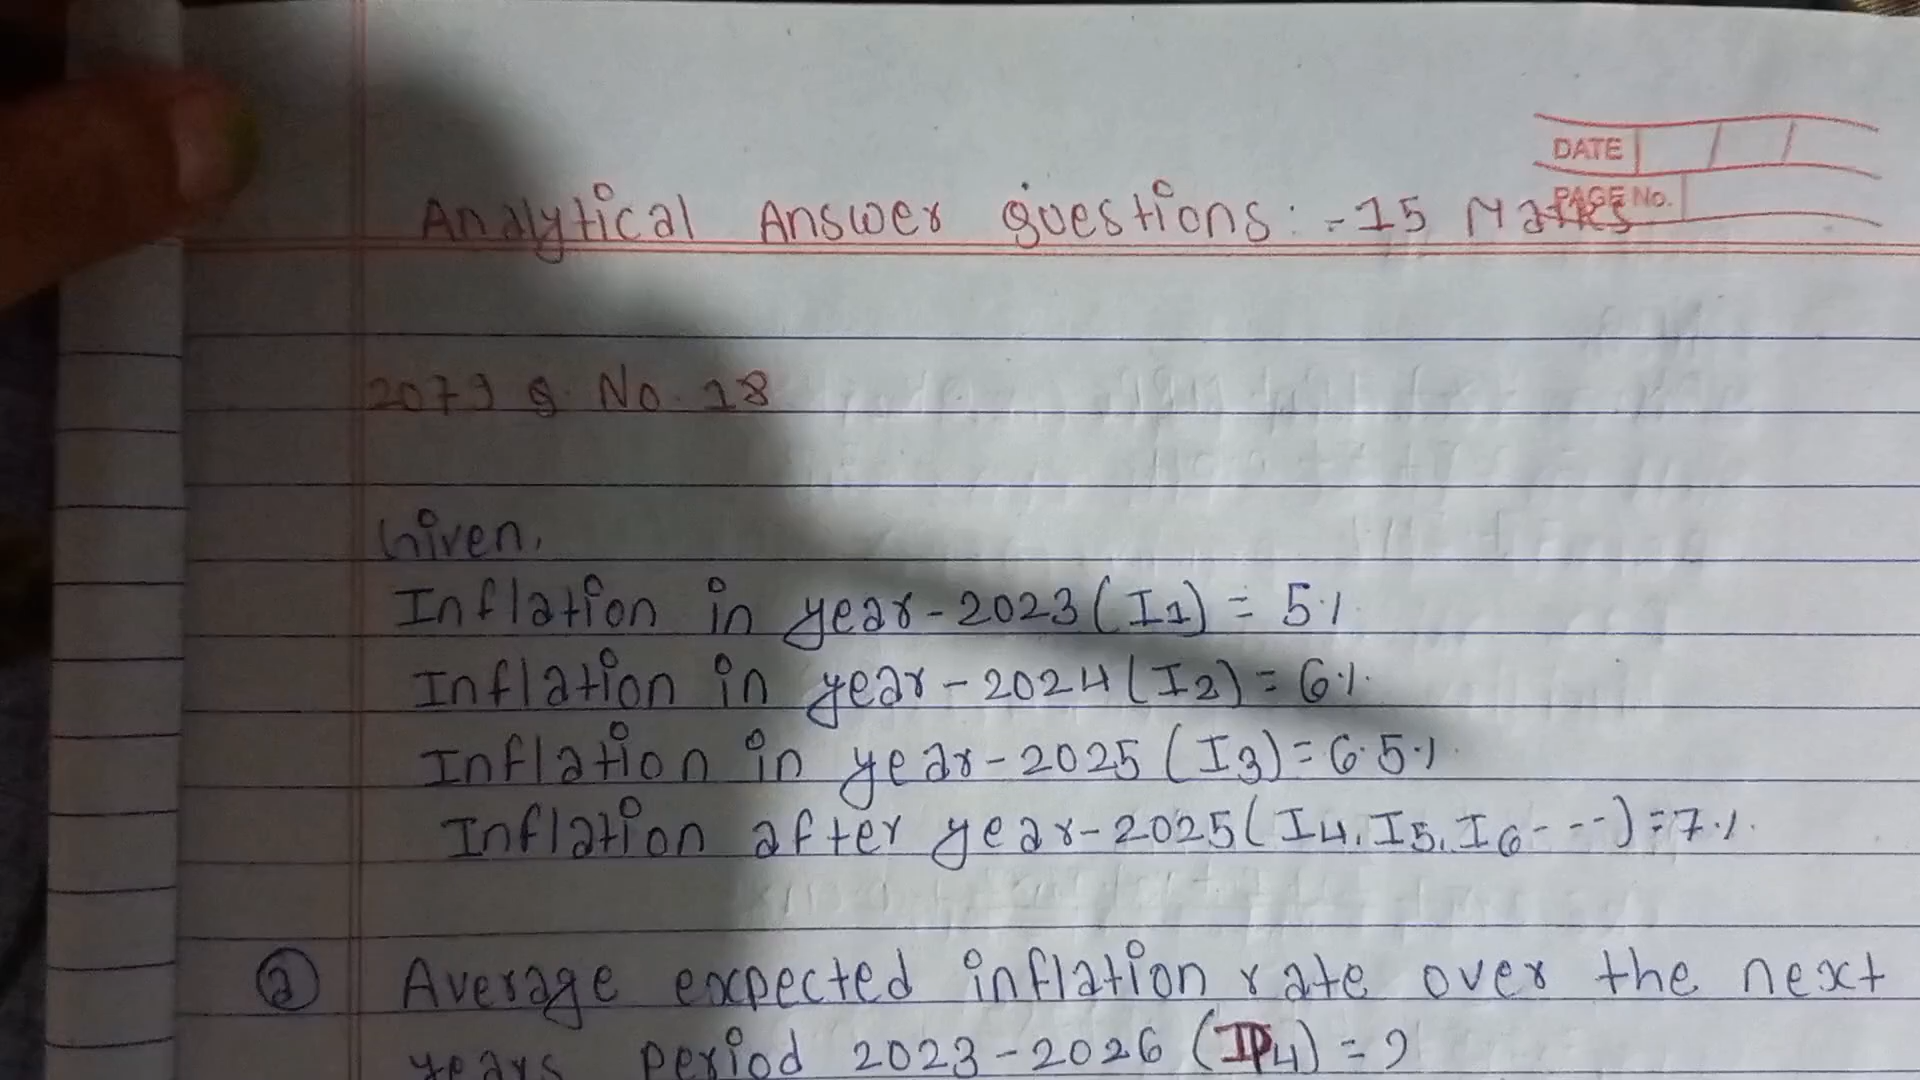 DATE
PAGE No.
Analytical Answer questions: -15 Marks
2079 Q. No. 18
Given,
Inflation in year-2023 (I1) = 5%
Inflation in year-2024 (I2) = 6%.
Inflation in year-2025 (I3) = 6.5%.
Inflation after year-2025 (I4, I5, I6---) = 7%.
(a) Average expected inflation rate over the next
years period 2023-2026 (IP4) = ?